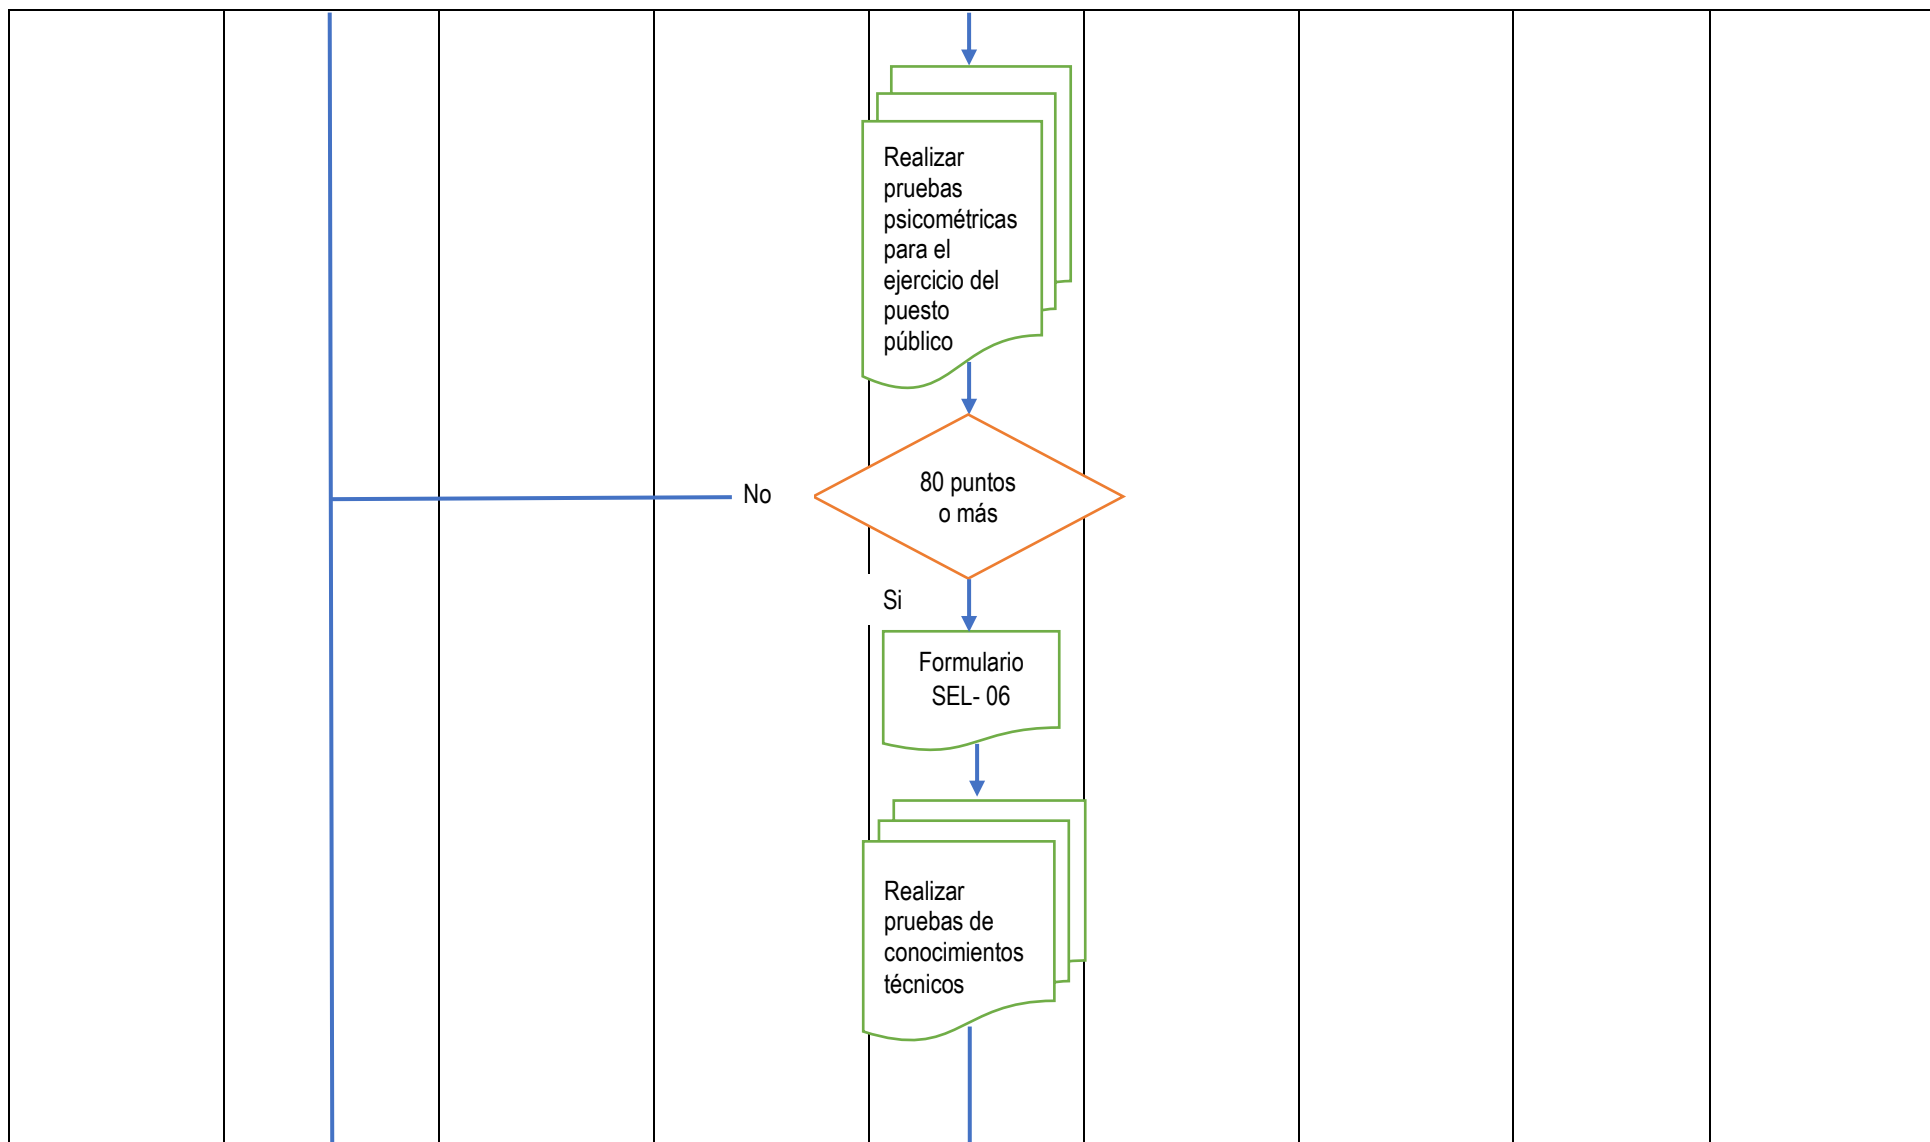 Realizar
pruebas
psicométricas
para el
ejercicio del
puesto
público
80 puntos
o más
No
Si
Formulario
SEL- 06
Realizar
pruebas de
conocimientos
técnicos